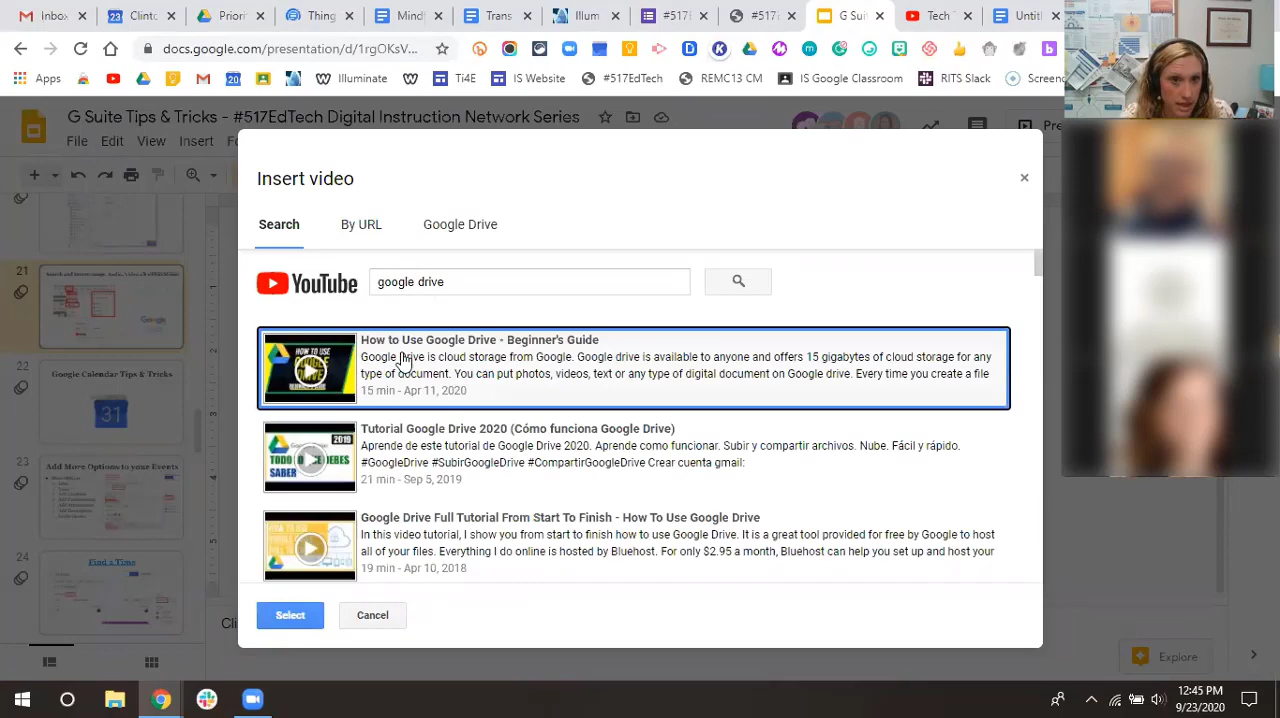 Inbox
Clinto
Priori
Thing
Mindf
Trans
Illum
#517E
#517
G Suit
Tech
Untitl
docs.google.com/presentation/d/1rgOKsV...
Apps
Illuminate
Ti4E
IS Website
#517EdTech
REMC13 CM
IS Google Classroom
RITS Slack
Screenc
G Suite Tips & Tricks - #517EdTech Digital Instruction Network Series
File
Edit
View
Insert
Insert video
×
Search
By URL
Google Drive
YouTube
google drive
How to Use Google Drive - Beginner's Guide
Google drive is cloud storage from Google. Google drive is available to anyone and offers 15 gigabytes of cloud storage for any
type of document. You can put photos, videos, text or any type of digital document on Google drive. Every time you create a file
15 min - Apr 11, 2020
Tutorial Google Drive 2020 (Cómo funciona Google Drive)
Aprende de este tutorial de Google Drive 2020. Aprende como funcionar. Subir y compartir archivos. Nube. Fácil y rápido.
#GoogleDrive #SubirGoogleDrive #CompartirGoogleDrive Crear cuenta gmail:
21 min - Sep 5, 2019
Google Drive Full Tutorial From Start To Finish - How To Use Google Drive
In this video tutorial, I show you from start to finish how to use Google Drive. It is a great tool provided for free by Google to host
all of your files. Everything I do online is hosted by Bluehost. For only $2.95 a month, Bluehost can help you set up and host your
19 min - Apr 10, 2018
Select
Cancel
21
22
Google Calendar Tips & Tricks
31
23
Add More Options to your Events
24
Find a Time
Explore
12:45 PM
9/23/2020